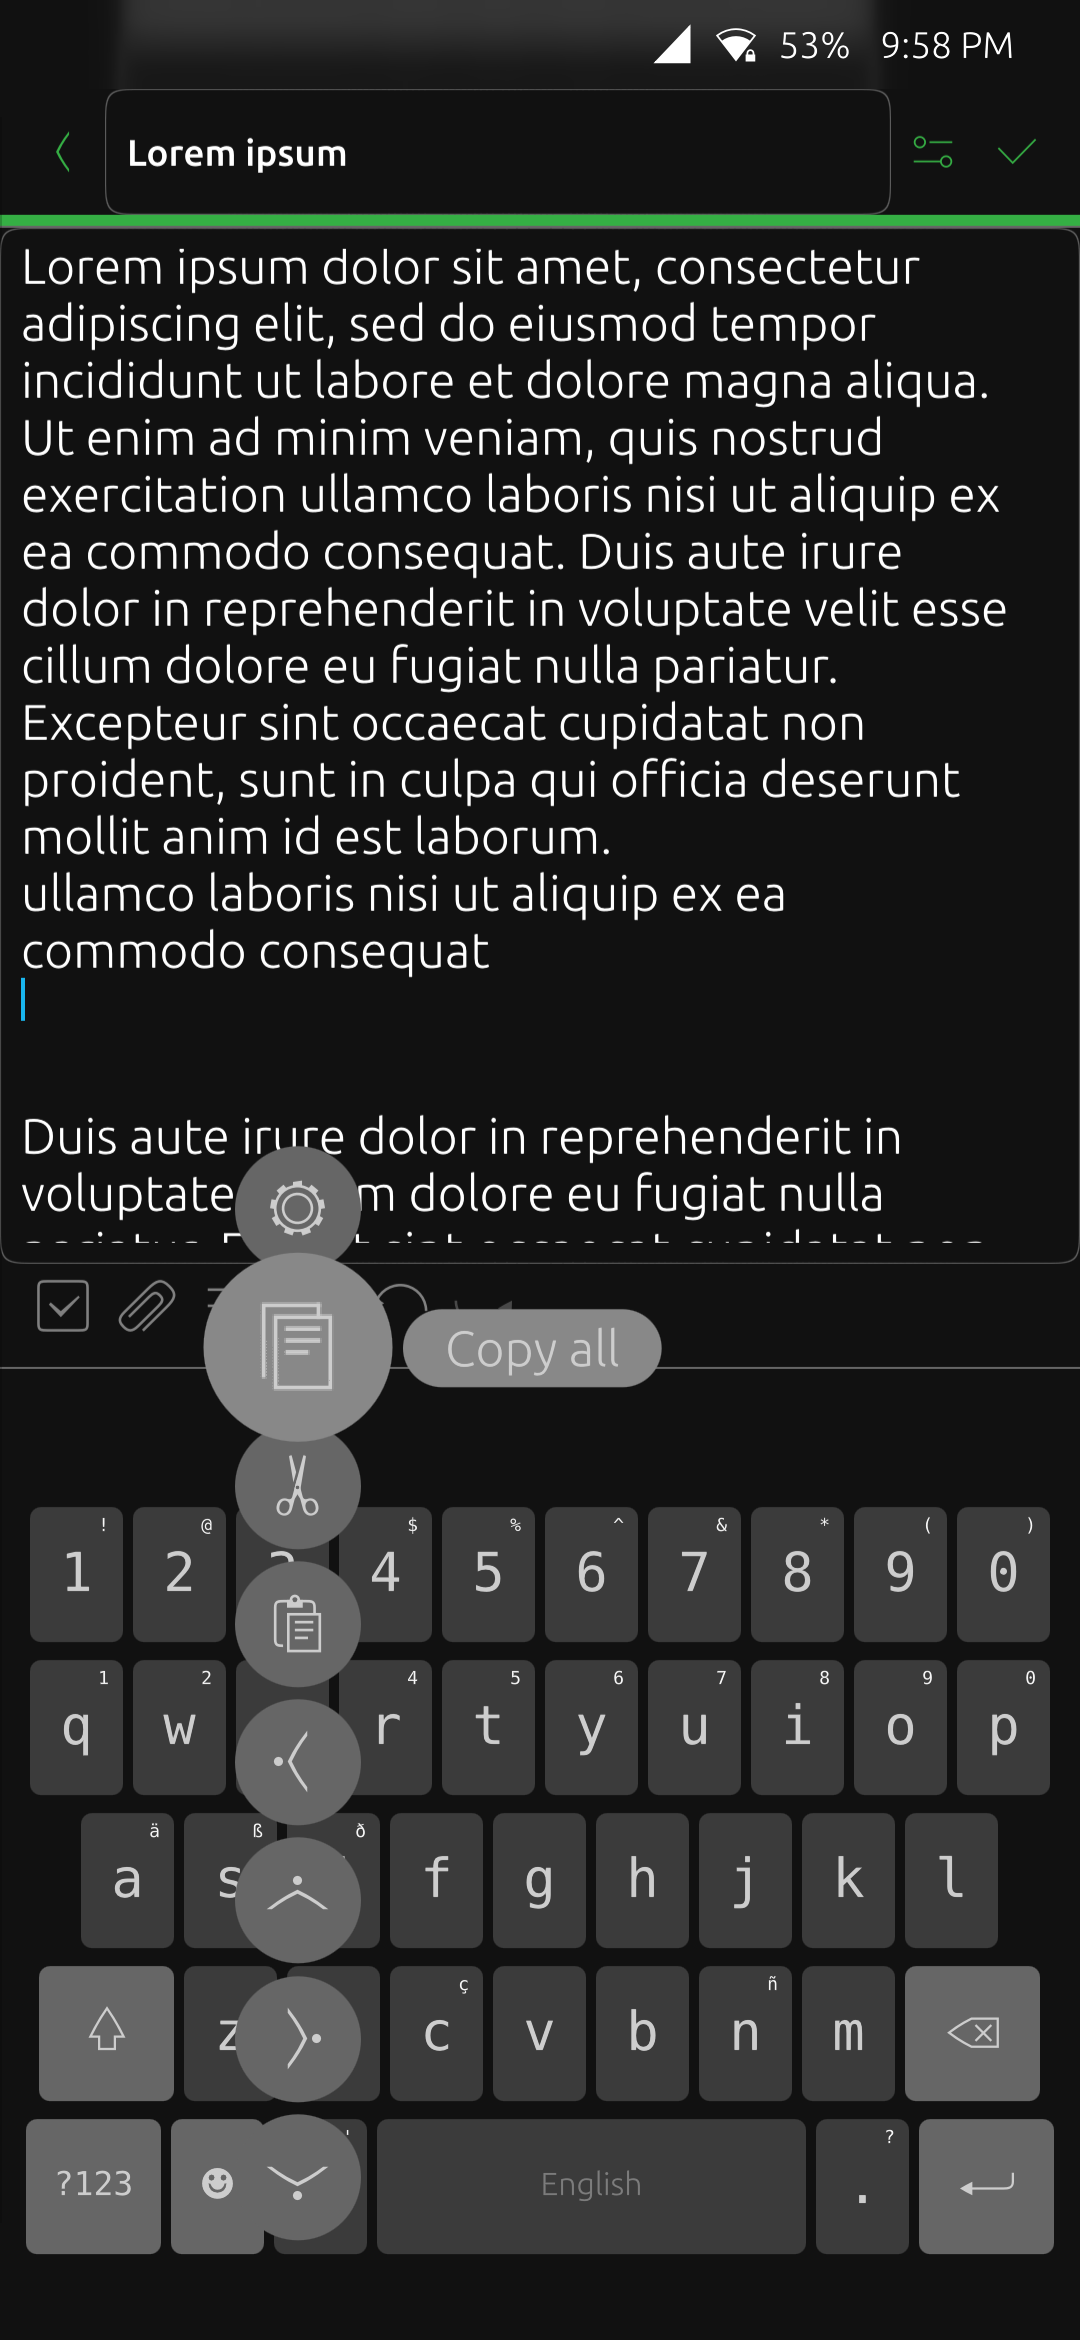 53% 9:58 PM
Lorem ipsum
Lorem ipsum dolor sit amet, consectetur
adipiscing elit, sed do eiusmod tempor
incididunt ut labore et dolore magna aliqua.
Ut enim ad minim veniam, quis nostrud
exercitation ullamco laboris nisi ut aliquip ex
ea commodo consequat. Duis aute irure
dolor in reprehenderit in voluptate velit esse
cillum dolore eu fugiat nulla pariatur.
Excepteur sint occaecat cupidatat non
proident, sunt in culpa qui officia deserunt
mollit anim id est laborum.
ullamco laboris nisi ut aliquip ex ea
commodo consequat
Duis aute irure dolor in reprehenderit in
voluptate m dolore eu fugiat nulla
Copy all
! @ $ % ^ & * ( )
1 2 3 4 5 6 7 8 9 0
1 2 4 5 6 7 8 9 0
q w r t y u i o p
ä ß ð
a s f g h j k l
ç ñ
z c v b n m
' ?
?123 English .